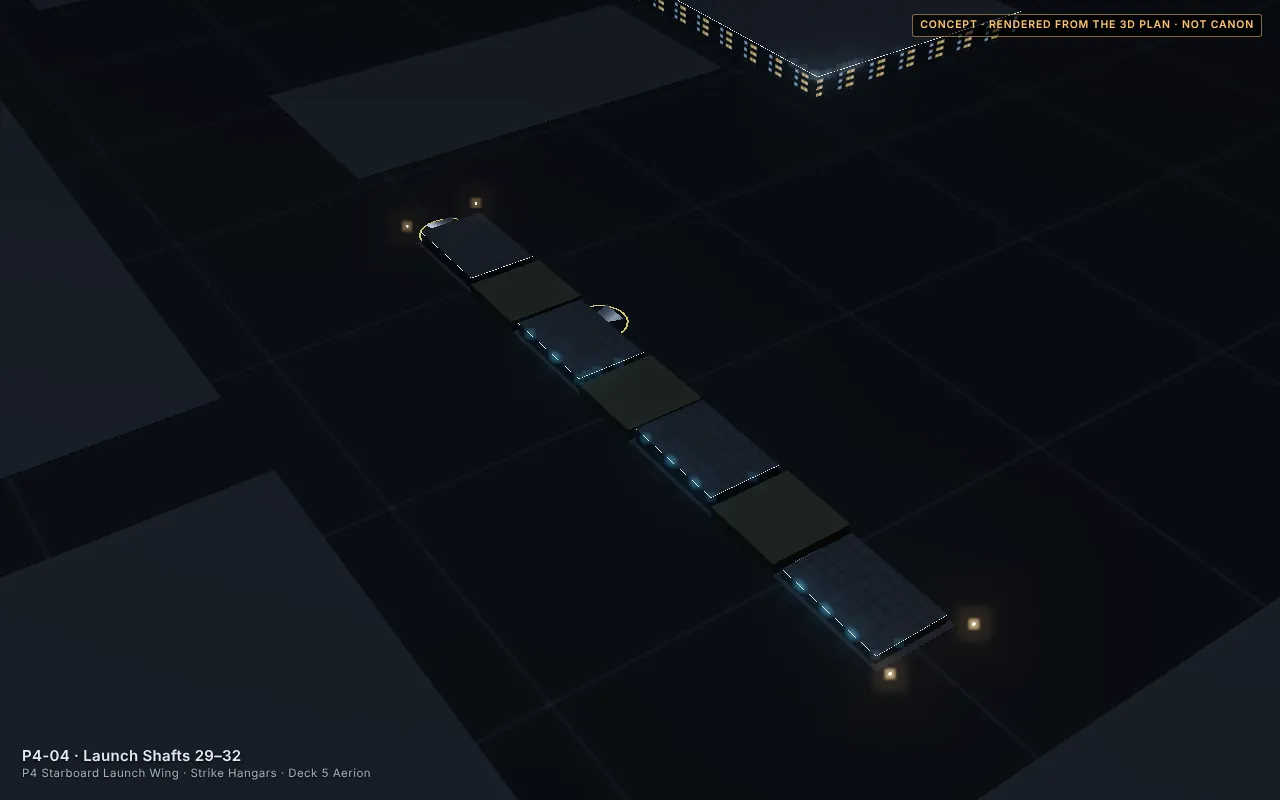 CONCEPT · RENDERED FROM THE 3D PLAN · NOT CANON
P4-04 · Launch Shafts 29–32
P4 Starboard Launch Wing · Strike Hangars · Deck 5 Aerion